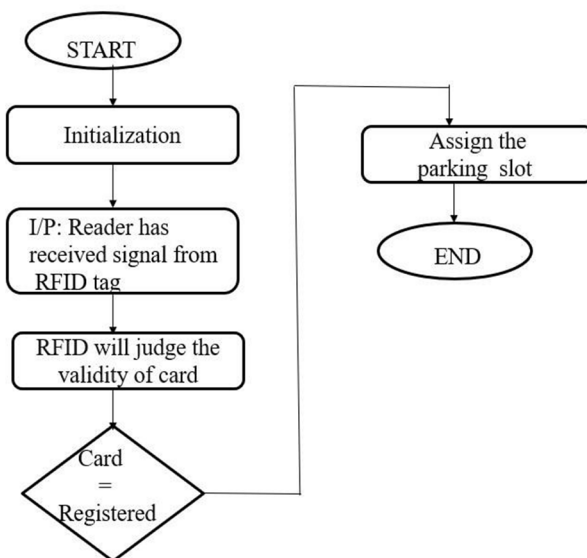 START
Initialization
I/P: Reader has
received signal from
RFID tag
RFID will judge the
validity of card
Card
=
Registered
Assign the
parking slot
END